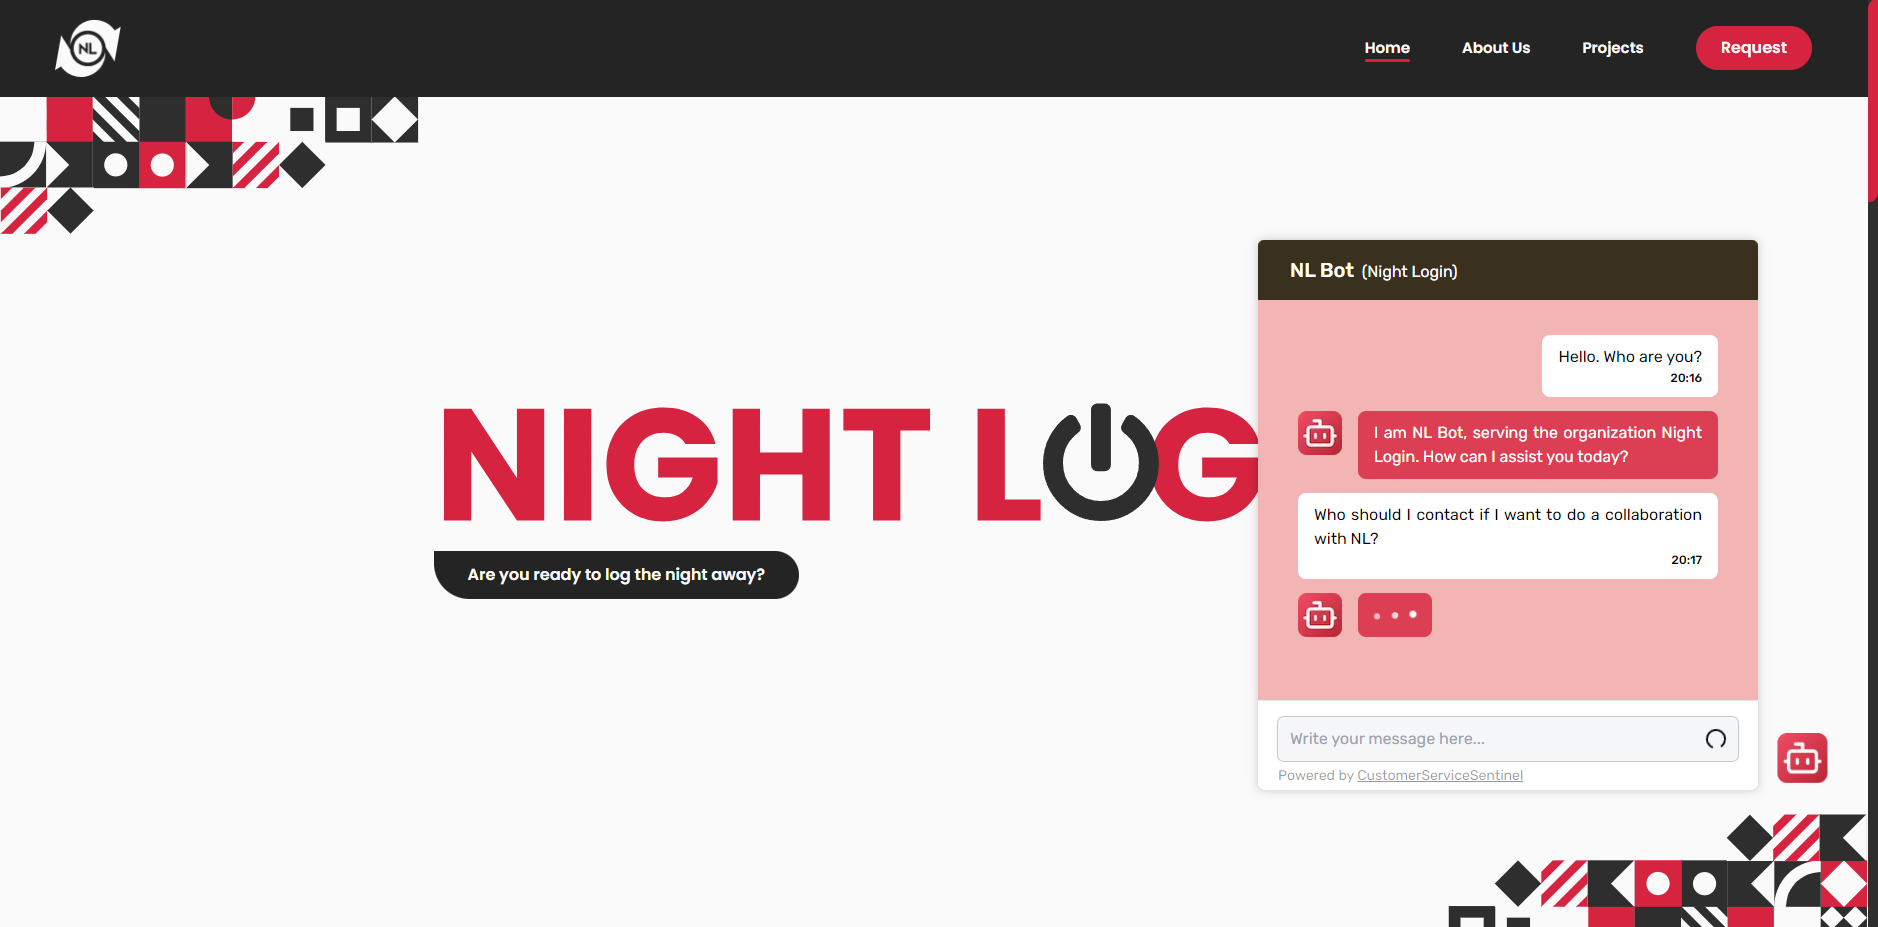 NL
Home
About Us
Projects
Request
NIGHT LOG
Are you ready to log the night away?
NL Bot (Night Login)
Hello. Who are you?
20:16
I am NL Bot, serving the organization Night
Login. How can I assist you today?
Who should I contact if I want to do a collaboration
with NL?
20:17
Write your message here...
Powered by CustomerServiceSentinel